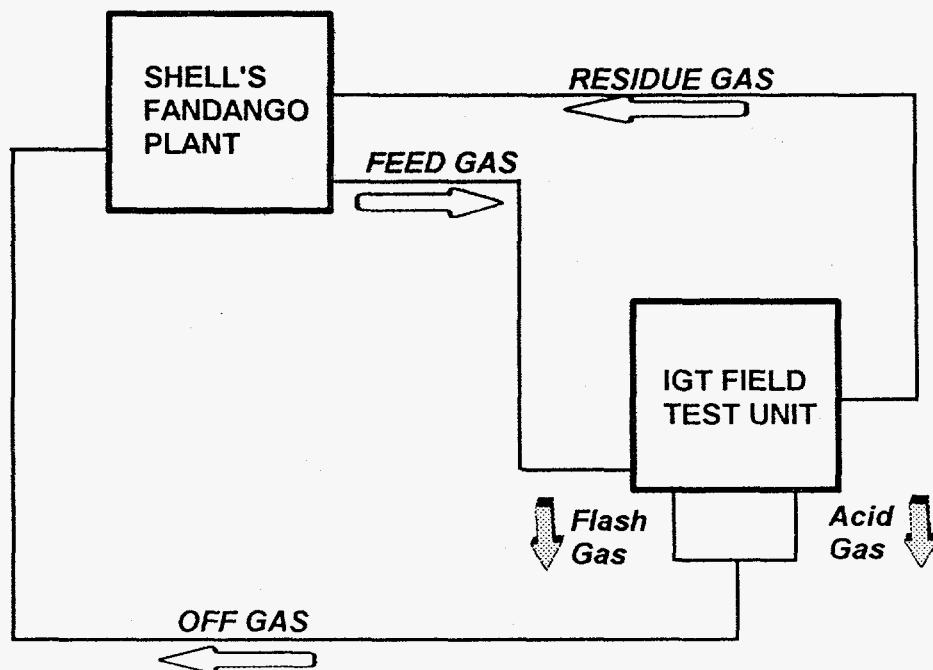 SHELL'S
FANDANGO
PLANT
RESIDUE GAS
FEED GAS
IGT FIELD
TEST UNIT
Flash
Gas
Acid
Gas
OFF GAS